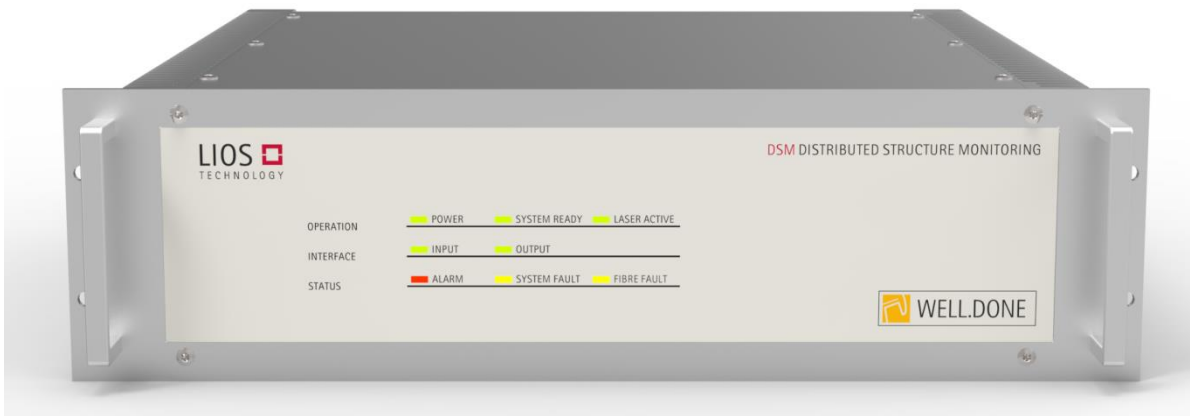 LIOS
TECHNOLOGY
DSM DISTRIBUTED STRUCTURE MONITORING
OPERATION POWER SYSTEM READY LASER ACTIVE
INTERFACE INPUT OUTPUT
STATUS ALARM SYSTEM FAULT FIBRE FAULT
WELL.DONE